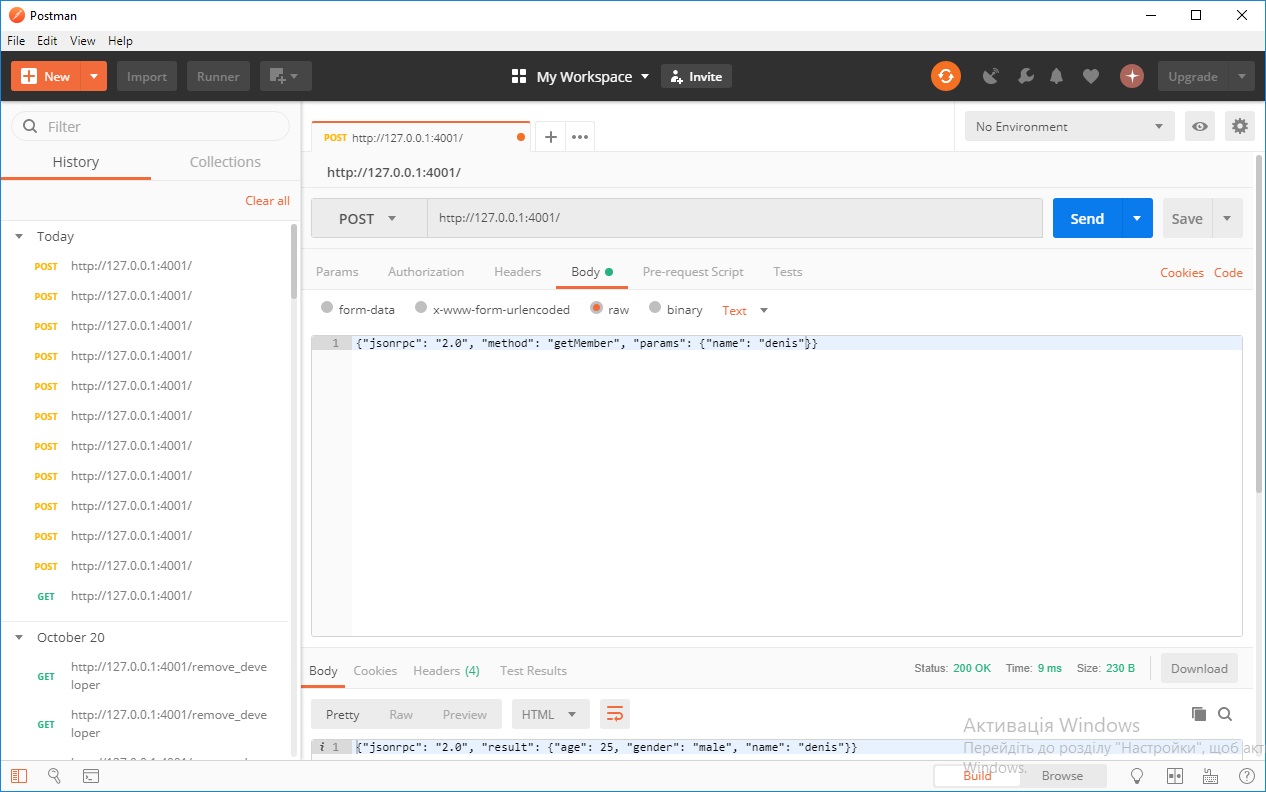 Postman
File Edit View Help
New Import Runner My Workspace Invite Upgrade
Filter
History Collections
Clear all
Today
POST http://127.0.0.1:4001/
POST http://127.0.0.1:4001/
POST http://127.0.0.1:4001/
POST http://127.0.0.1:4001/
POST http://127.0.0.1:4001/
POST http://127.0.0.1:4001/
POST http://127.0.0.1:4001/
POST http://127.0.0.1:4001/
POST http://127.0.0.1:4001/
POST http://127.0.0.1:4001/
POST http://127.0.0.1:4001/
GET http://127.0.0.1:4001/
October 20
GET http://127.0.0.1:4001/remove_deve
loper
GET http://127.0.0.1:4001/remove_deve
loper
POST http://127.0.0.1:4001/
No Environment
http://127.0.0.1:4001/
POST http://127.0.0.1:4001/ Send Save
Params Authorization Headers Body Pre-request Script Tests Cookies Code
form-data x-www-form-urlencoded raw binary Text
1 {"jsonrpc": "2.0", "method": "getMember", "params": {"name": "denis"}}
Body Cookies Headers (4) Test Results Status: 200 OK Time: 9 ms Size: 230 B Download
Pretty Raw Preview HTML
i 1 {"jsonrpc": "2.0", "result": {"age": 25, "gender": "male", "name": "denis"}}
Активація Windows
Перейдіть до розділу "Настройки", щоб акт
Windows.
Build Browse